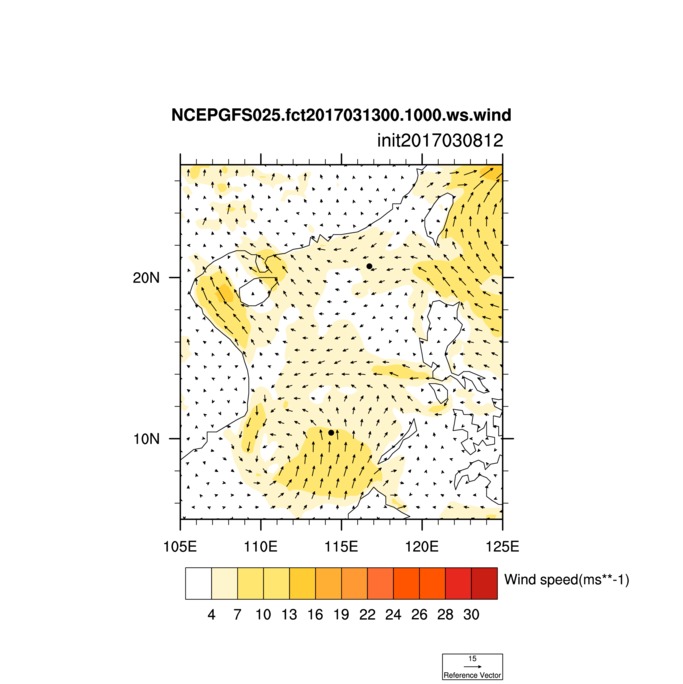 NCEPGFS025.fct2017031300.1000.ws.wind
init2017030812
20N
10N
105E 110E 115E 120E 125E
Wind speed(ms**-1)
4 7 10 13 16 19 22 24 26 28 30
15
Reference Vector